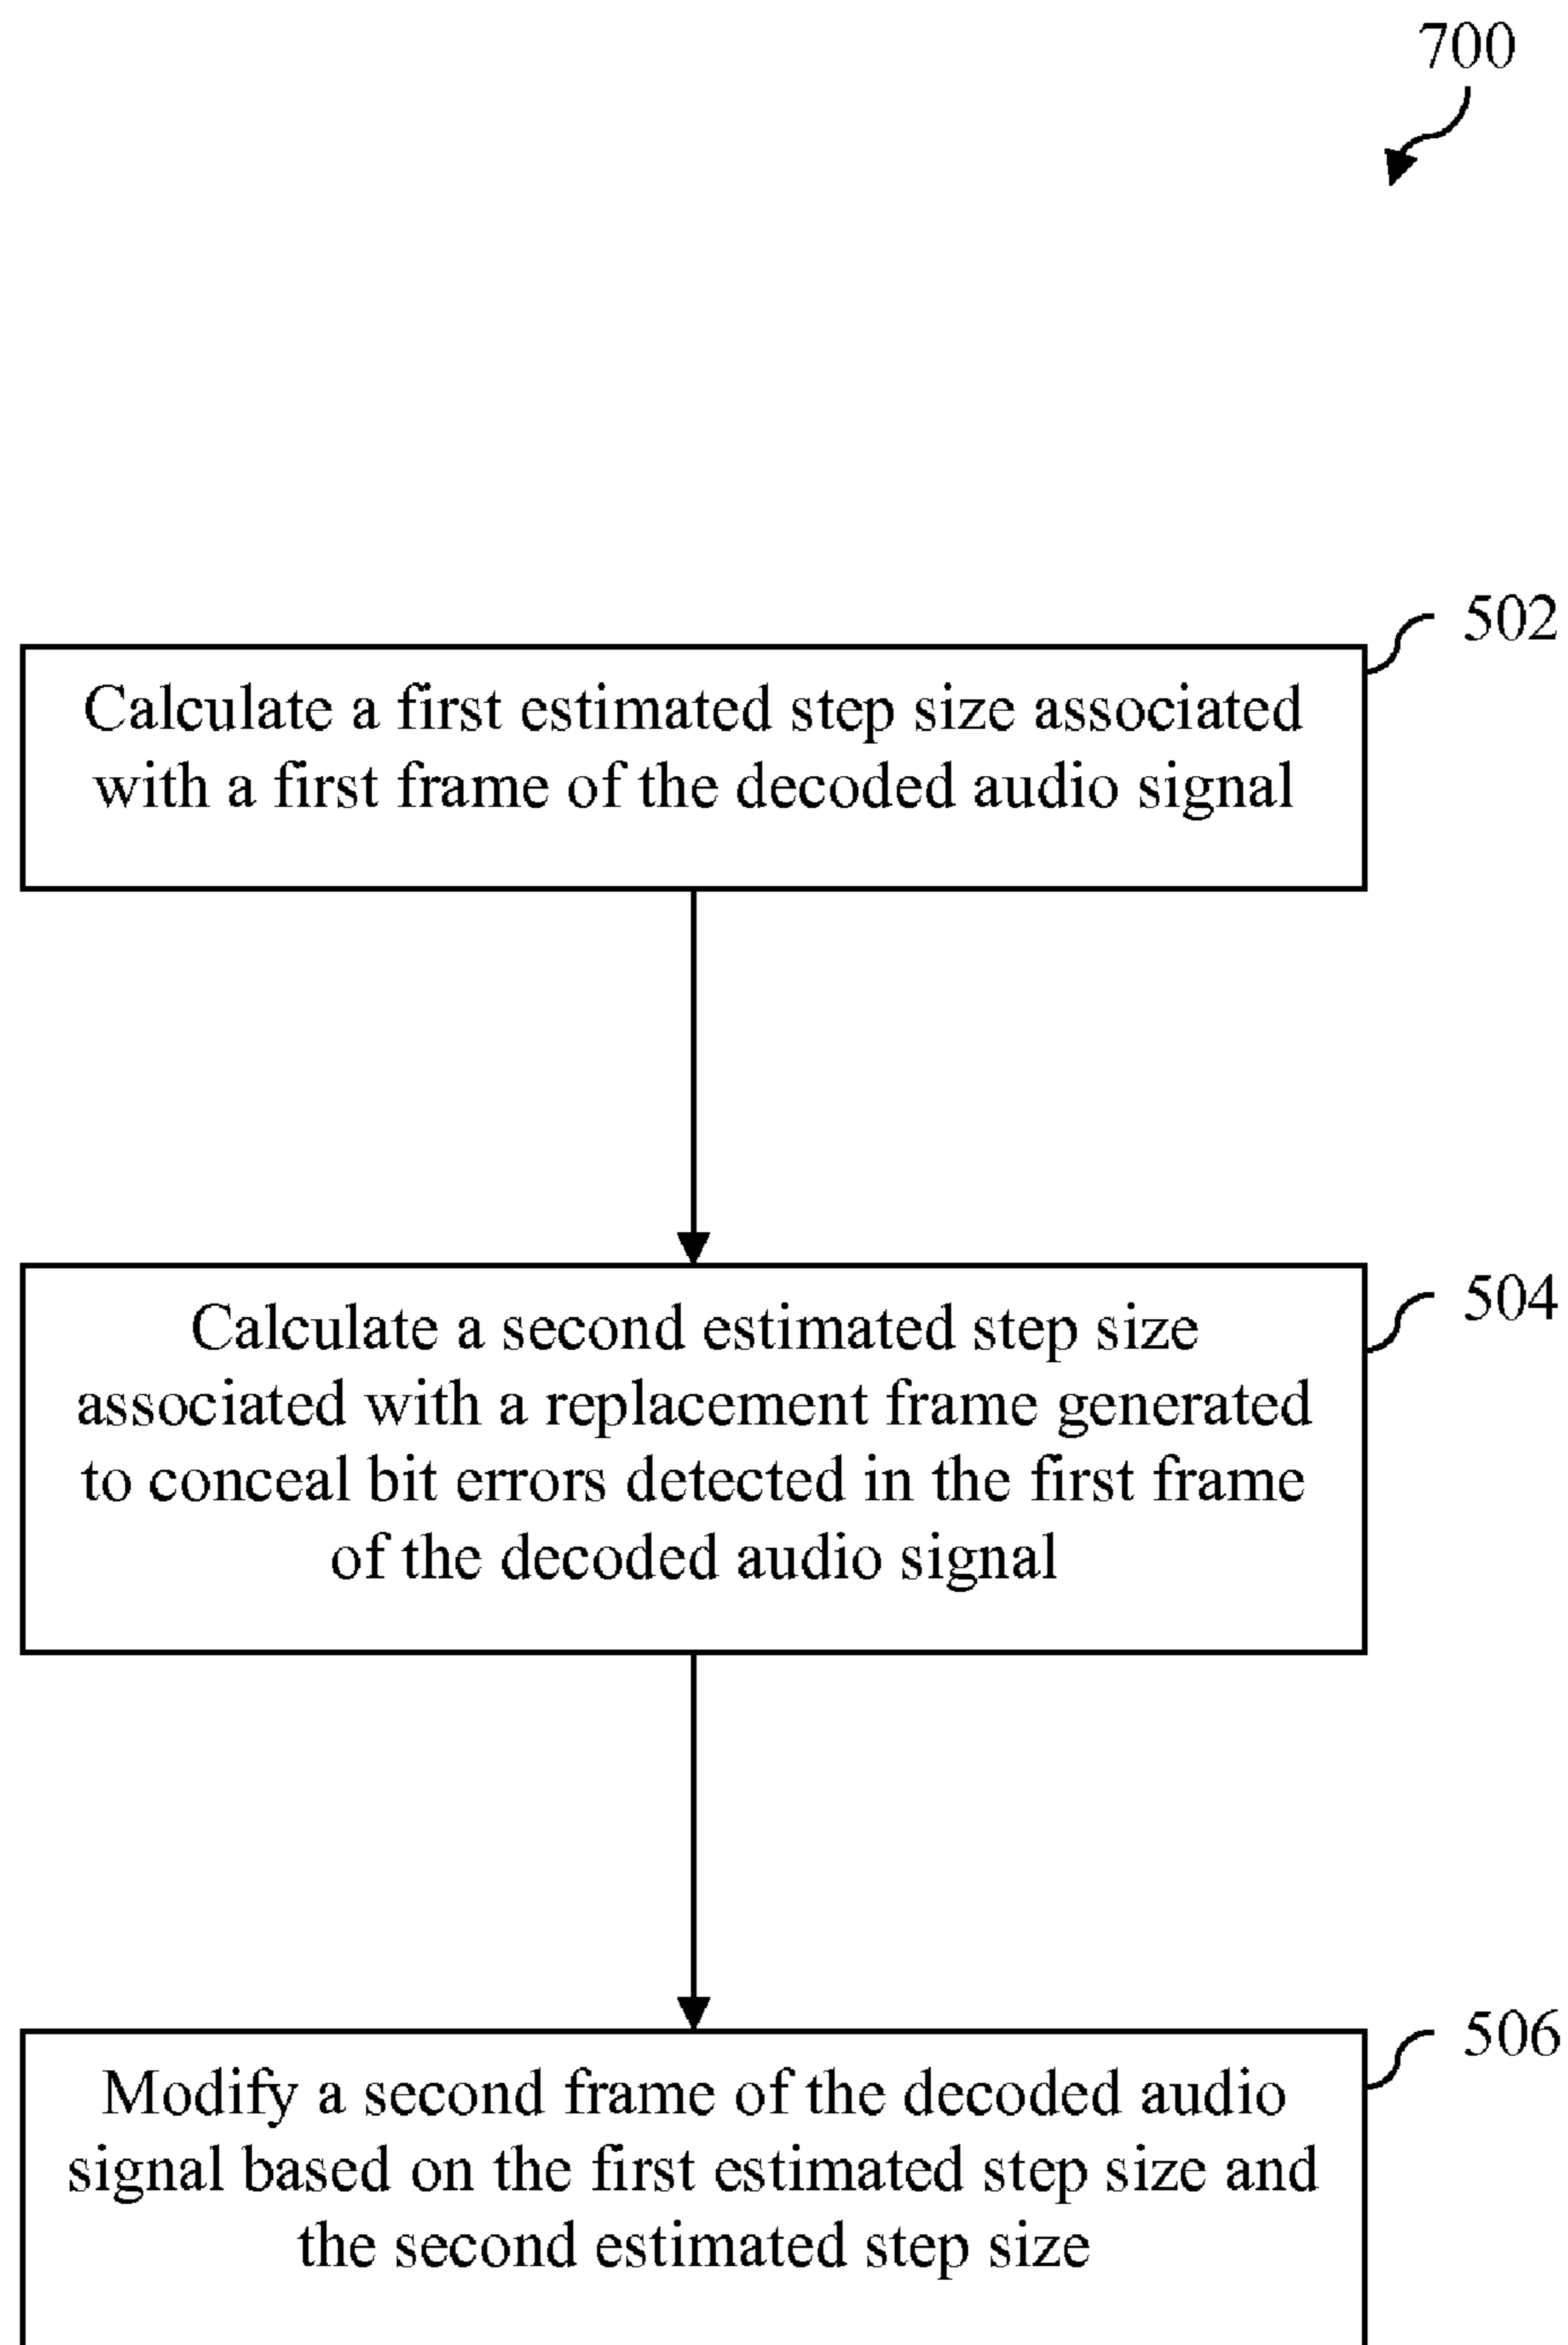 700
502
Calculate a first estimated step size associated
with a first frame of the decoded audio signal
504
Calculate a second estimated step size
associated with a replacement frame generated
to conceal bit errors detected in the first frame
of the decoded audio signal
506
Modify a second frame of the decoded audio
signal based on the first estimated step size and
the second estimated step size